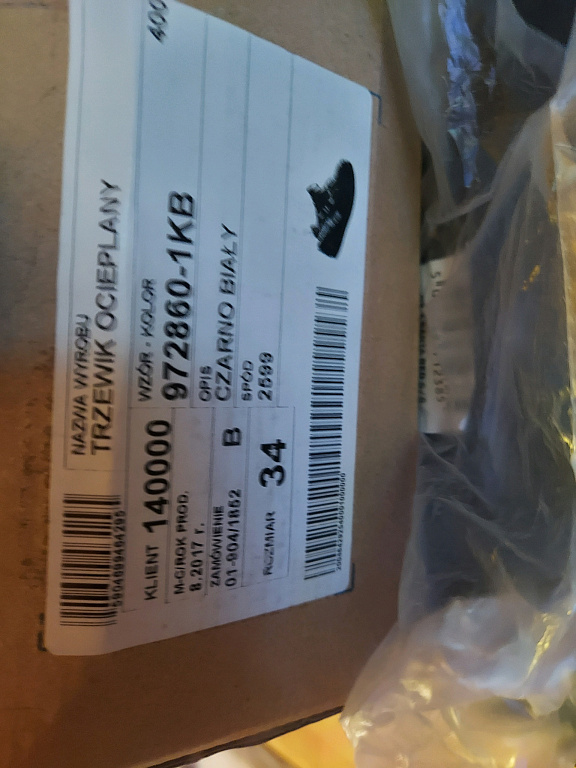 NAZWA WYROBU
TRZEWIK OCIEPLANY
400
KLIENT 140000
WZÓR - KOLOR
972860-1KB
M-C/ROK PROD.
8.2017 r.
OPIS
CZARNO BIAŁY
ZAMÓWIENIE
01-904/1852
B
SPÓD
2599
ROZMIAR 34